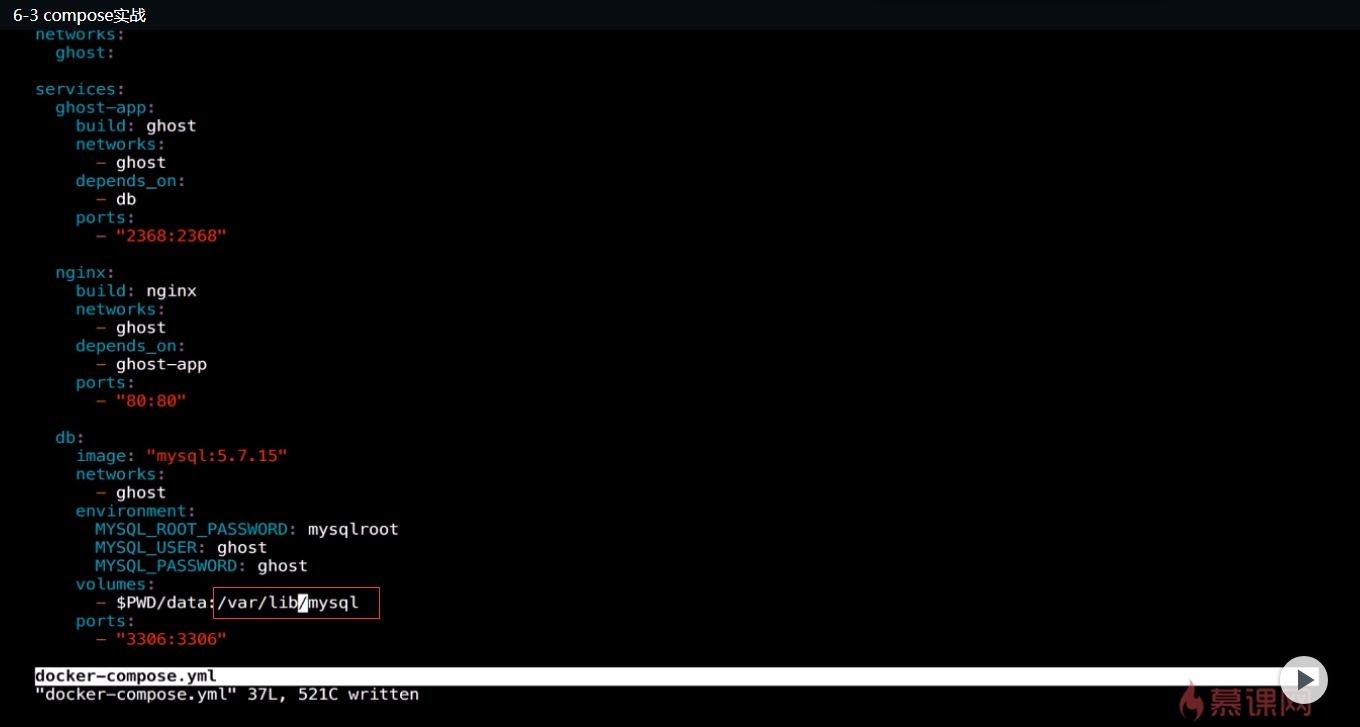 6-3 compose实战
networks:
  ghost:

services:
  ghost-app:
    build: ghost
    networks:
      - ghost
    depends_on:
      - db
    ports:
      - "2368:2368"

  nginx:
    build: nginx
    networks:
      - ghost
    depends_on:
      - ghost-app
    ports:
      - "80:80"

  db:
    image: "mysql:5.7.15"
    networks:
      - ghost
    environment:
      MYSQL_ROOT_PASSWORD: mysqlroot
      MYSQL_USER: ghost
      MYSQL_PASSWORD: ghost
    volumes:
      - $PWD/data:/var/lib/mysql
    ports:
      - "3306:3306"

docker-compose.yml
"docker-compose.yml" 37L, 521C written
慕课网